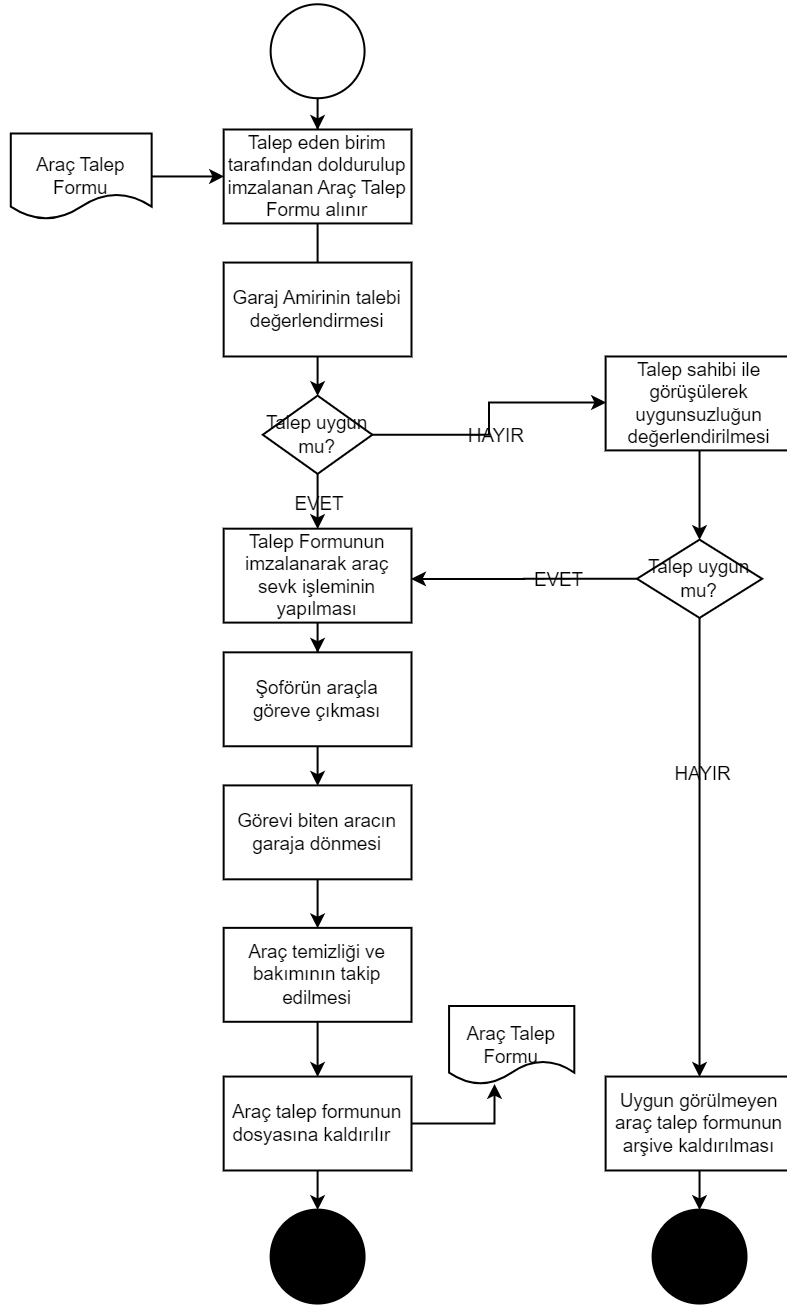 Talep eden birim
tarafından doldurulup
imzalanan Araç Talep
Formu alınır
Araç Talep
Formu
Garaj Amirinin talebi
değerlendirmesi
Talep uygun
mu?
HAYIR
Talep sahibi ile
görüşülerek
uygunsuzluğun
değerlendirilmesi
EVET
Talep Formunun
imzalanarak araç
sevk işleminin
yapılması
EVET
Talep uygun
mu?
Şoförün araçla
göreve çıkması
HAYIR
Görevi biten aracın
garaja dönmesi
Araç temizliği ve
bakımının takip
edilmesi
Araç Talep
Formu
Araç talep formunun
dosyasına kaldırılır
Uygun görülmeyen
araç talep formunun
arşive kaldırılması